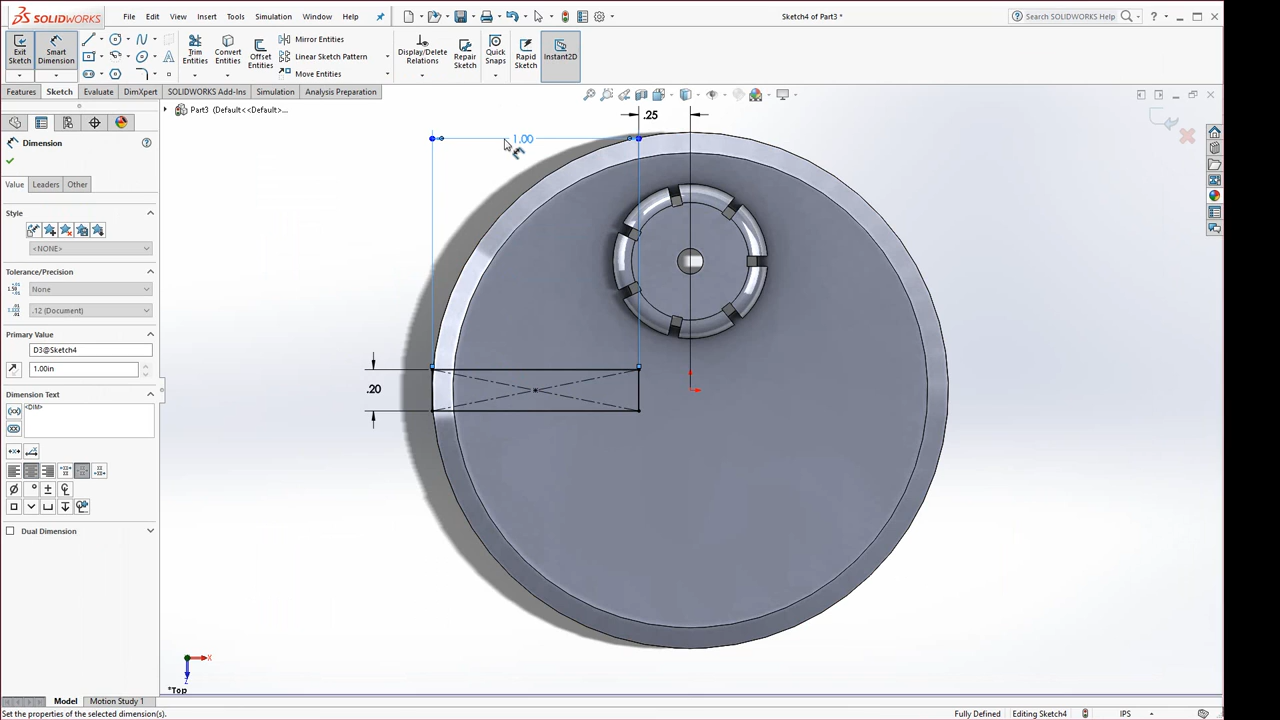 SOLIDWORKS
File
Edit
View
Insert
Tools
Simulation
Window
Help
Sketch4 of Part3 *
Search SOLIDWORKS Help
?
Exit Sketch
Smart Dimension
Trim Entities
Convert Entities
Offset Entities
Mirror Entities
Linear Sketch Pattern
Move Entities
Display/Delete Relations
Repair Sketch
Quick Snaps
Rapid Sketch
Instant2D
Features
Sketch
Evaluate
DimXpert
SOLIDWORKS Add-Ins
Simulation
Analysis Preparation
Part3 (Default<<Default>...
Dimension
Value
Leaders
Other
Style
<NONE>
Tolerance/Precision
None
.12 (Document)
Primary Value
D3@Sketch4
1.00in
Dimension Text
<DIM>
Dual Dimension
.25
1.00
.20
X
Z
*Top
Model
Motion Study 1
Set the properties of the selected dimension(s).
Fully Defined
Editing Sketch4
IPS